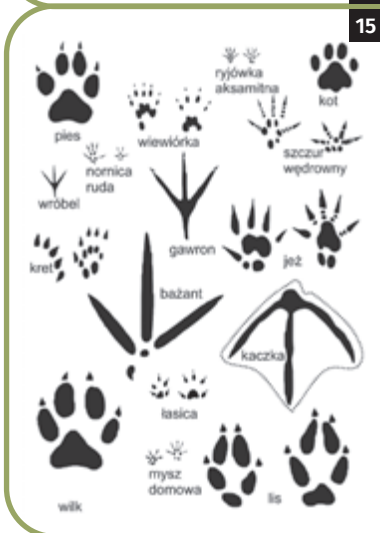 15
ryjówka
aksamitna
kot
pies
wiewiórka
szczur
wędrowny
nornica
ruda
wróbel
gawron
jeż
kret
bażant
kaczka
łasica
mysz
domowa
lis
wilk